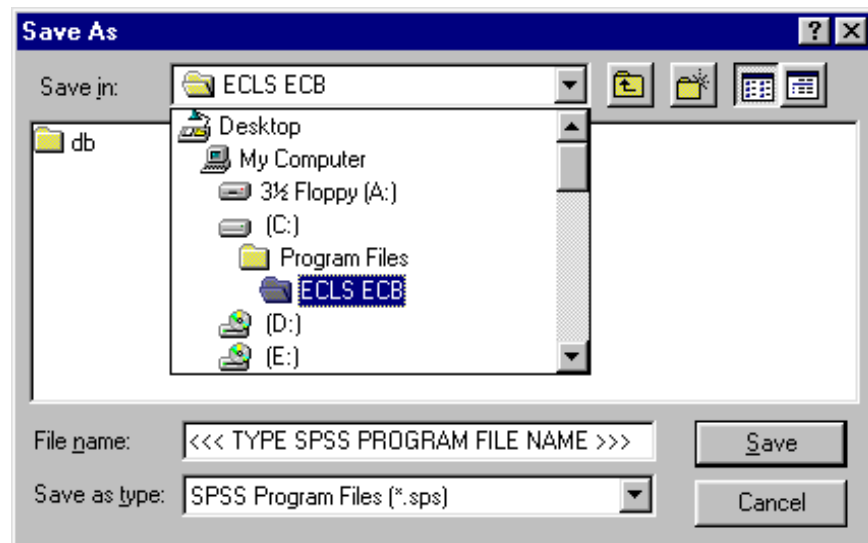 Save As
Save in: ECLS ECB
db
Desktop
My Computer
3½ Floppy (A:)
(C:)
Program Files
ECLS ECB
(D:)
(E:)
File name: <<< TYPE SPSS PROGRAM FILE NAME >>> Save
Save as type: SPSS Program Files (*.sps) Cancel